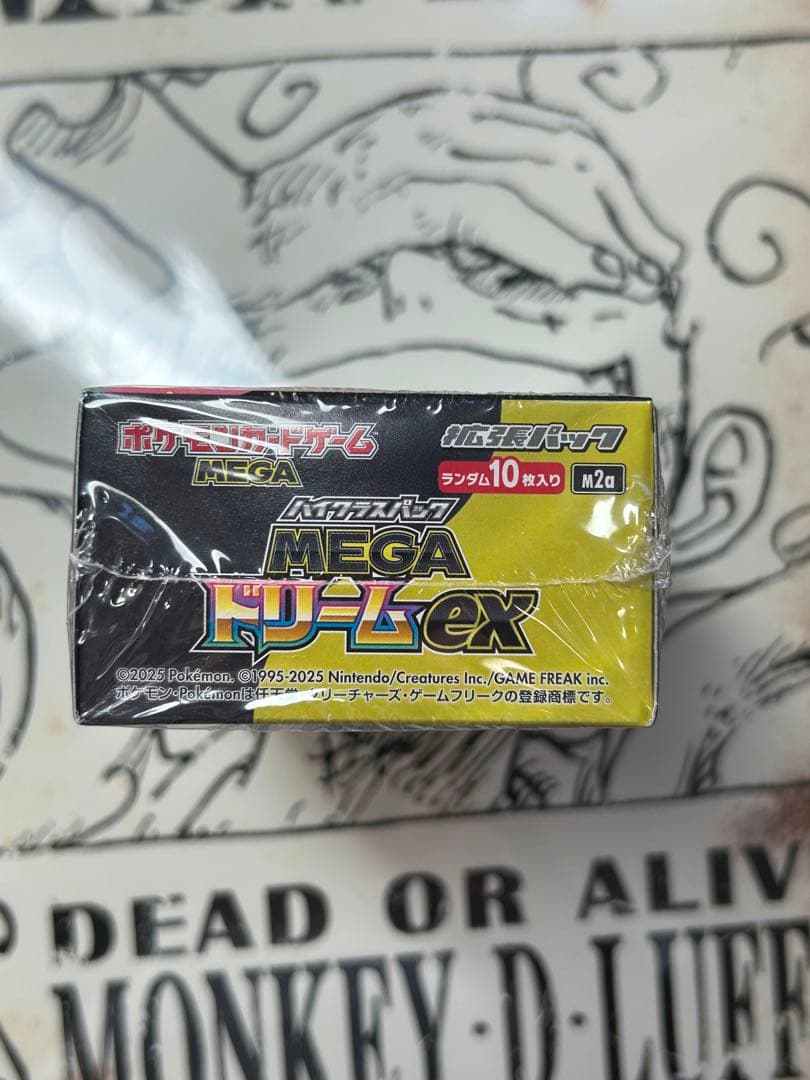 ポケモンカードゲーム
MEGA
拡張パック
ランダム10枚入り
M2a
ハイクラスパック
MEGA
ドリームex
©2025 Pokémon. ©1995-2025 Nintendo/Creatures Inc./GAME FREAK inc.
ポケモン・Pokémonは任天堂・クリーチャーズ・ゲームフリークの登録商標です。
DEAD OR ALIV
MONKEY・D・LUFF